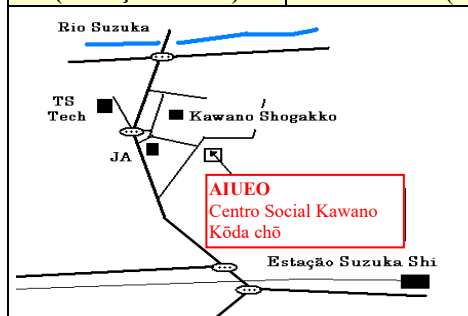 Rio Suzuka
TS
Tech
Kawano Shogakko
JA
AIUEO
Centro Social Kawano
Kōda chō
Estação Suzuka Shi